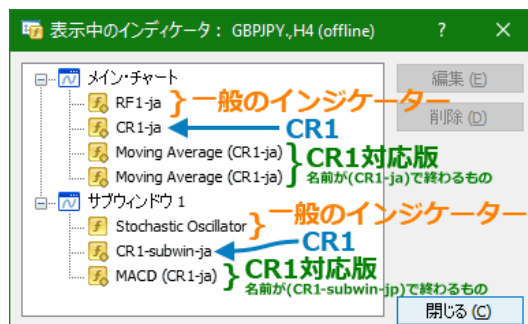 表示中のインディケータ： GBPJPY.,H4 (offline) ? ×
メイン・チャート
編集 (E)
RF1-ja 一般のインジケーター
削除 (D)
CR1-ja CR1
Moving Average (CR1-ja) CR1対応版
Moving Average (CR1-ja) 名前が(CR1-ja)で終わるもの
サブウィンドウ 1
Stochastic Oscillator 一般のインジケーター
CR1-subwin-ja CR1
MACD (CR1-ja) CR1対応版
名前が(CR1-subwin-jp)で終わるもの
閉じる (C)